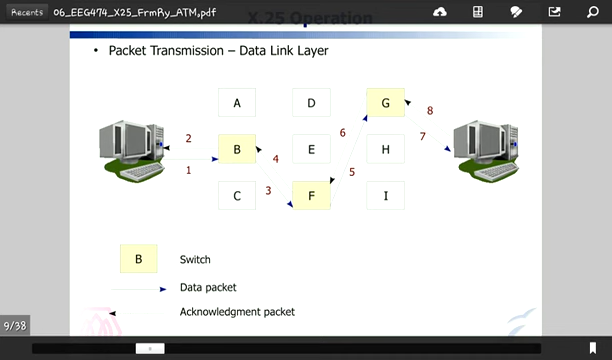 Recents 06_EEG474_X25_FrmRy_ATM.pdf
X.25 Operation
• Packet Transmission – Data Link Layer
A D G 8
2 6 7
B E H
1 4 5
3
C F I
B Switch
Data packet
Acknowledgment packet
9/38